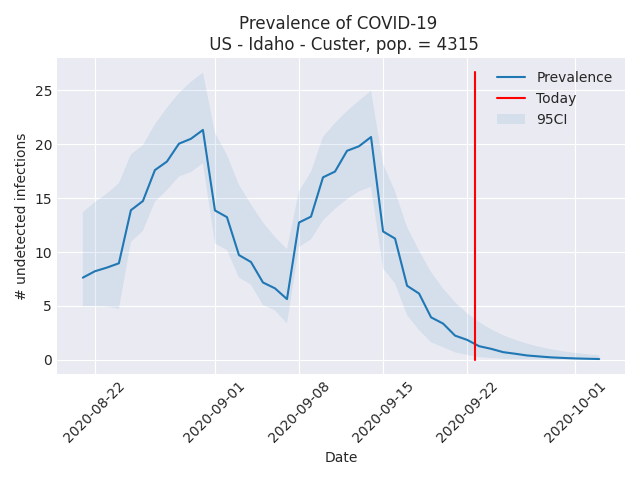 Prevalence of COVID-19
US - Idaho - Custer, pop. = 4315
Prevalence
Today
95CI
# undetected infections
25
20
15
10
5
0
2020-08-22
2020-09-01
2020-09-08
2020-09-15
2020-09-22
2020-10-01
Date